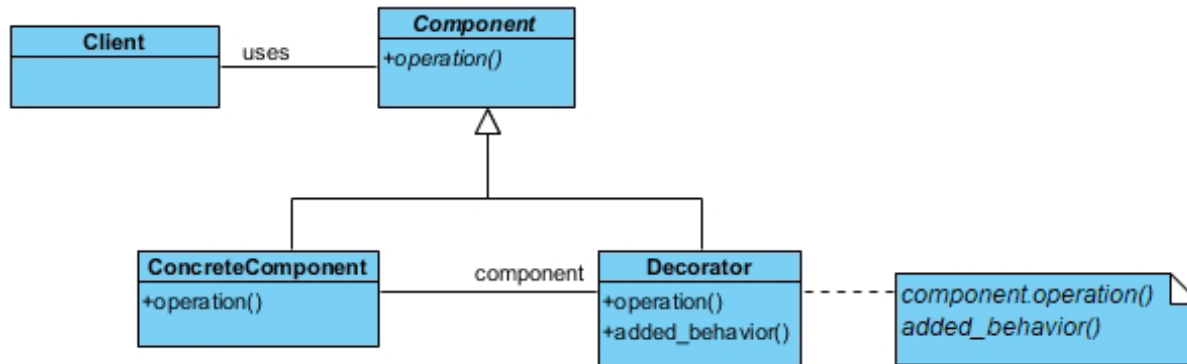 Client
uses
Component
+operation()
ConcreteComponent
+operation()
component
Decorator
+operation()
+added_behavior()
component.operation()
added_behavior()